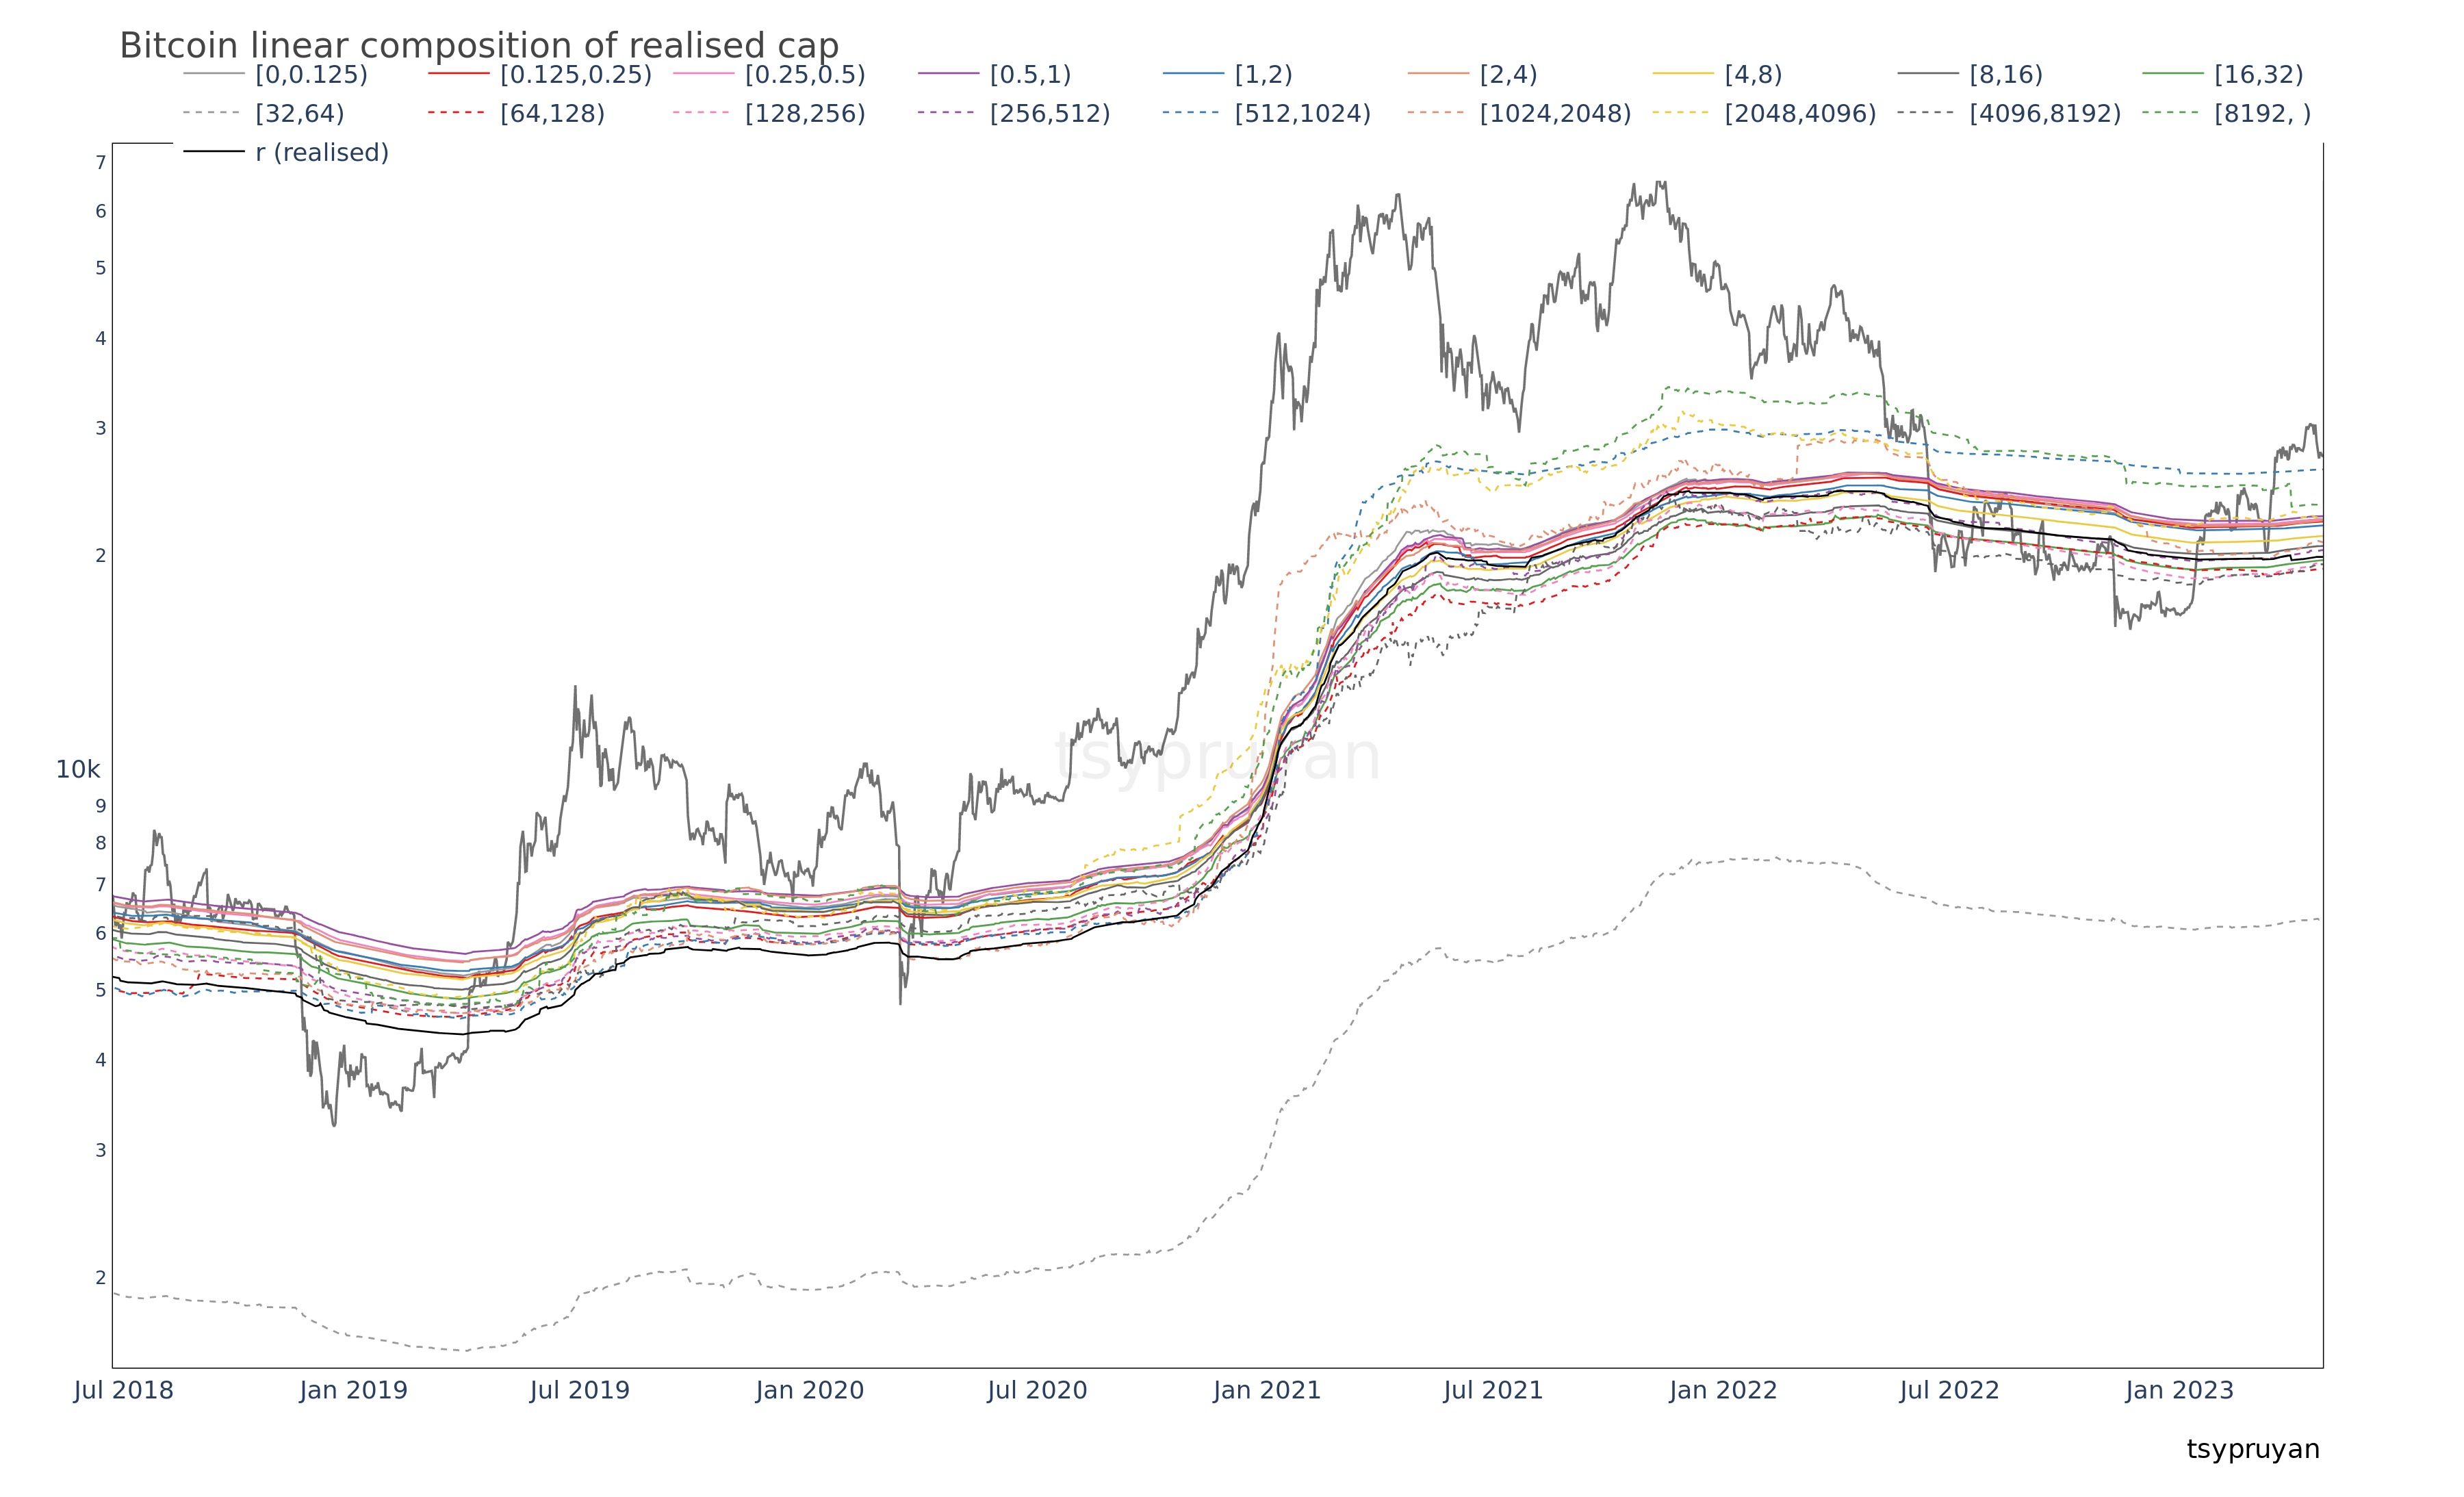 Bitcoin linear composition of realised cap
[0,0.125) [0.125,0.25) [0.25,0.5) [0.5,1) [1,2) [2,4) [4,8) [8,16) [16,32)
[32,64) [64,128) [128,256) [256,512) [512,1024) [1024,2048) [2048,4096) [4096,8192) [8192, )
r (realised)
7
6
5
4
3
2
10k
9
8
7
6
5
4
3
2
tsypruyan
Jul 2018 Jan 2019 Jul 2019 Jan 2020 Jul 2020 Jan 2021 Jul 2021 Jan 2022 Jul 2022 Jan 2023
tsypruyan